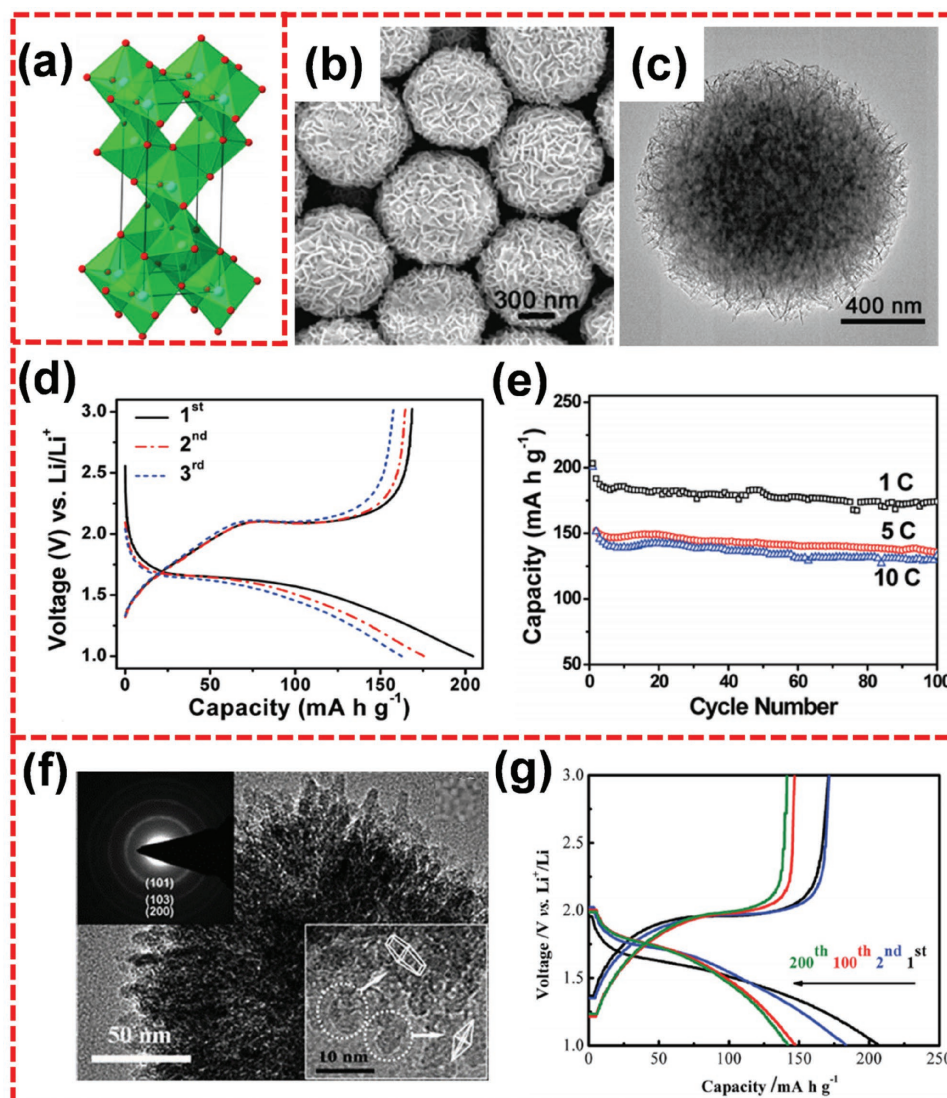 (a)
(b)
300 nm
(c)
400 nm
(d)
Voltage (V) vs. Li/Li⁺
3.0
2.5
2.0
1.5
1.0
1ˢᵗ
2ⁿᵈ
3ʳᵈ
0 50 100 150 200
Capacity (mA h g⁻¹)
(e)
Capacity (mA h g⁻¹)
250
200
150
100
50
1 C
5 C
10 C
0 20 40 60 80 100
Cycle Number
(f)
(101)
(103)
(200)
50 nm
10 nm
(g)
Voltage /V vs. Li⁺/Li
3.0
2.5
2.0
1.5
1.0
200ᵗʰ 100ᵗʰ 2ⁿᵈ 1ˢᵗ
0 50 100 150 200 250
Capacity /mA h g⁻¹